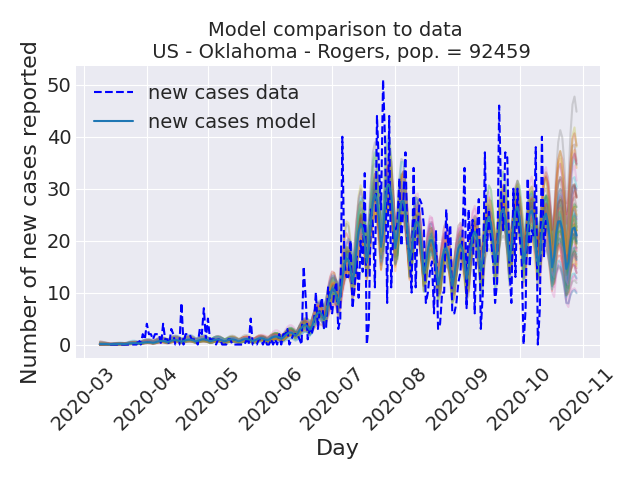 Model comparison to data
US - Oklahoma - Rogers, pop. = 92459
new cases data
new cases model
Number of new cases reported
50
40
30
20
10
0
2020-03
2020-04
2020-05
2020-06
2020-07
2020-08
2020-09
2020-10
2020-11
Day